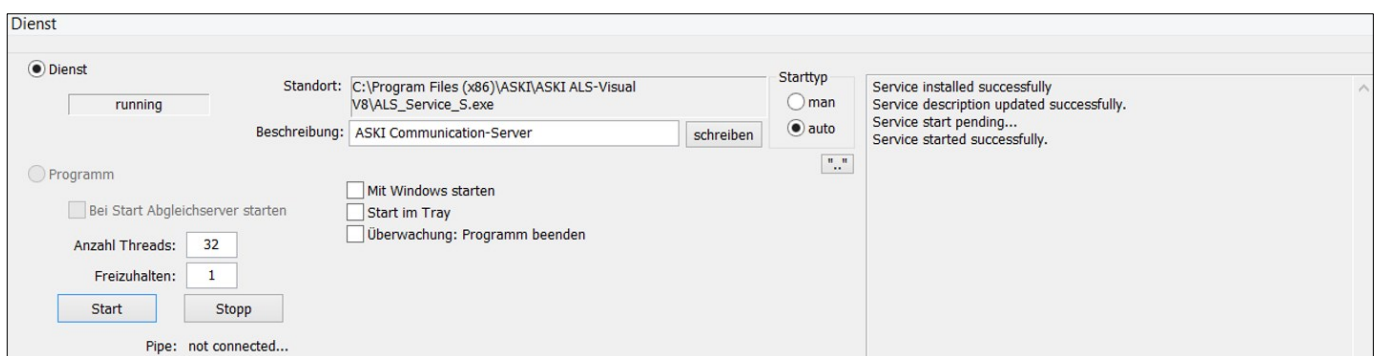 Dienst
Dienst
running
Standort: C:\Program Files (x86)\ASKI\ASKI ALS-Visual
V8\ALS_Service_S.exe
Beschreibung: ASKI Communication-Server
schreiben
Starttyp
man
auto
".."
Service installed successfully
Service description updated successfully.
Service start pending...
Service started successfully.
Programm
Bei Start Abgleichserver starten
Mit Windows starten
Start im Tray
Überwachung: Programm beenden
Anzahl Threads: 32
Freizuhalten: 1
Start Stopp
Pipe: not connected...